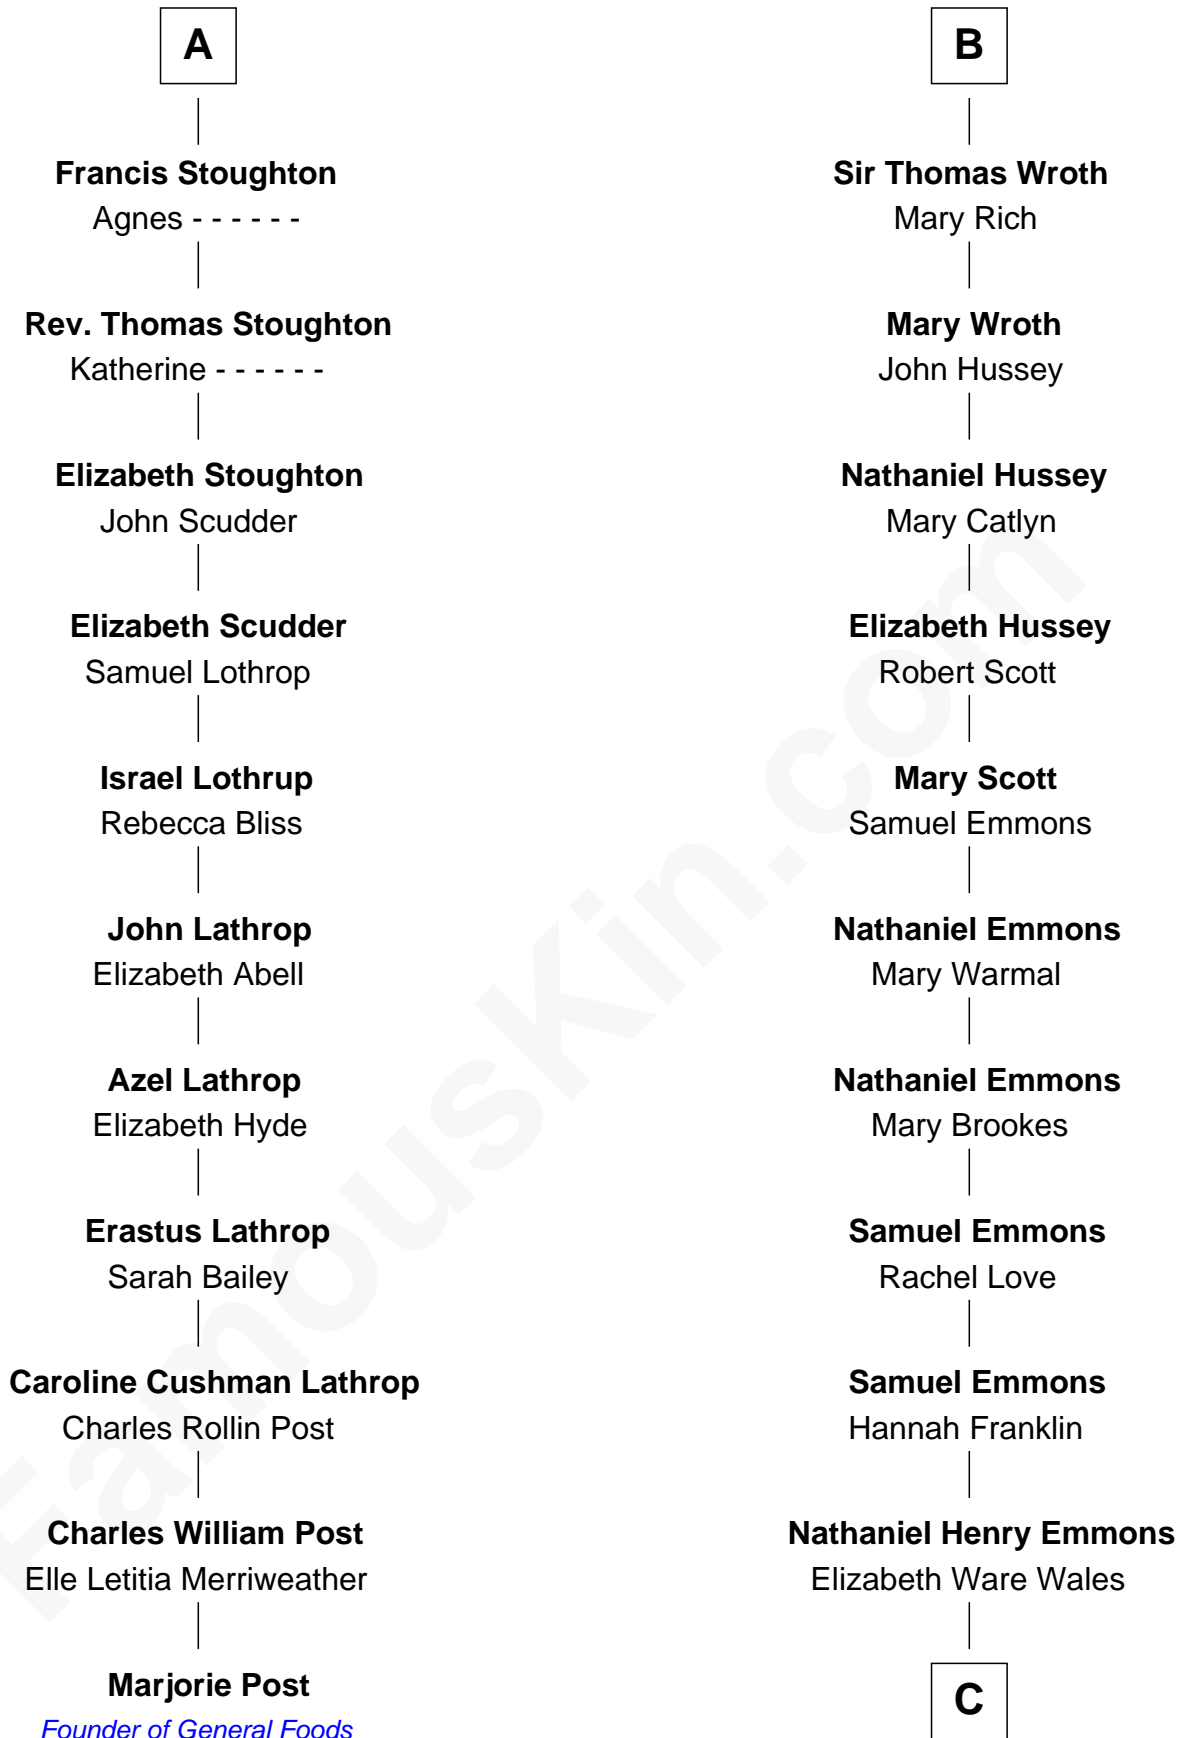 A
Francis Stoughton
Agnes - - - - - -
Rev. Thomas Stoughton
Katherine - - - - - -
Elizabeth Stoughton
John Scudder
Elizabeth Scudder
Samuel Lothrop
Israel Lothrup
Rebecca Bliss
John Lathrop
Elizabeth Abell
Azel Lathrop
Elizabeth Hyde
Erastus Lathrop
Sarah Bailey
Caroline Cushman Lathrop
Charles Rollin Post
Charles William Post
Elle Letitia Merriweather
Marjorie Post
Founder of General Foods
B
Sir Thomas Wroth
Mary Rich
Mary Wroth
John Hussey
Nathaniel Hussey
Mary Catlyn
Elizabeth Hussey
Robert Scott
Mary Scott
Samuel Emmons
Nathaniel Emmons
Mary Warmal
Nathaniel Emmons
Mary Brookes
Samuel Emmons
Rachel Love
Samuel Emmons
Hannah Franklin
Nathaniel Henry Emmons
Elizabeth Ware Wales
C
FamousKin.com